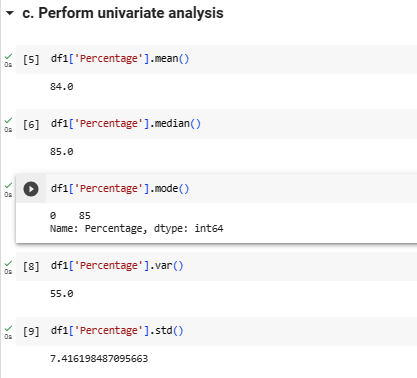 c. Perform univariate analysis
0s [5] df1['Percentage'].mean()
84.0
0s [6] df1['Percentage'].median()
85.0
0s df1['Percentage'].mode()
0    85
Name: Percentage, dtype: int64
0s [8] df1['Percentage'].var()
55.0
0s [9] df1['Percentage'].std()
7.416198487095663